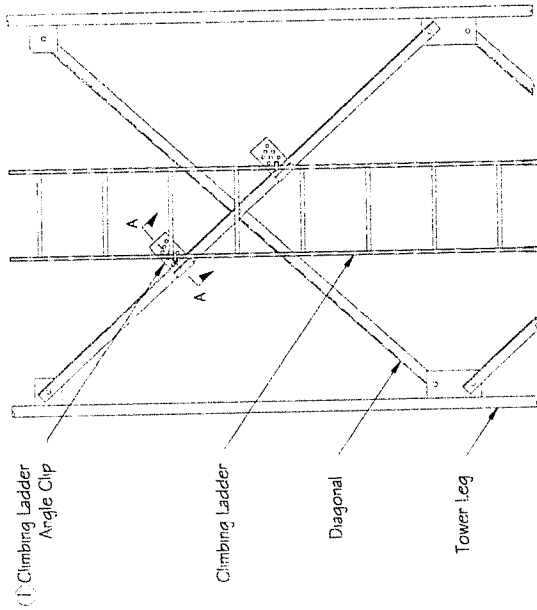 ① Climbing Ladder
Angle Clip
Climbing Ladder
Diagonal
Tower Leg
A
A